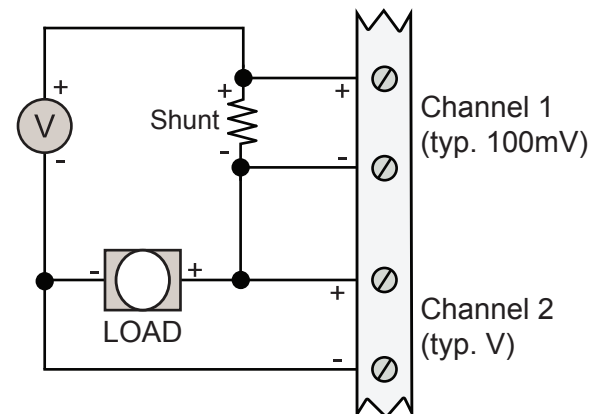 +
+
+
V
Shunt
Channel 1
(typ. 100mV)
-
-
-
-
+
+
LOAD
Channel 2
(typ. V)
-